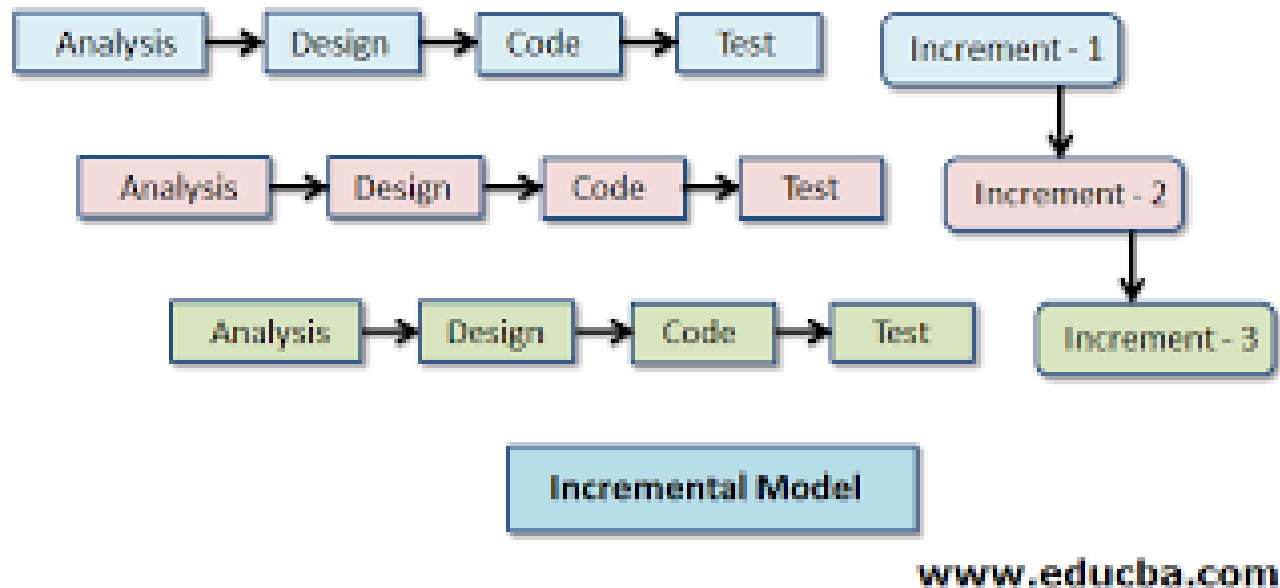 Analysis Design Code Test Increment - 1
Analysis Design Code Test Increment - 2
Analysis Design Code Test Increment - 3
Incremental Model
www.educba.com